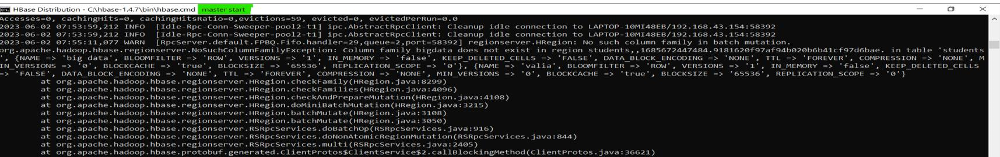 HBase Distribution - C:\hbase-1.4.7\bin\hbase.cmd master start
Accesses=0, cachingHits=0, cachingHitsRatio=0,evictions=59, evicted=0, evictedPerRun=0.0
2023-06-02 07:53:59,212 INFO  [Idle-Rpc-Conn-Sweeper-pool2-t1] ipc.AbstractRpcClient: Cleanup idle connection to LAPTOP-10MI48EB/192.168.43.154:58392
2023-06-02 07:53:59,212 INFO  [Idle-Rpc-Conn-Sweeper-pool2-t1] ipc.AbstractRpcClient: Cleanup idle connection to LAPTOP-10MI48EB/192.168.43.154:58392
2023-06-02 07:55:11,077 WARN  [RpcServer.default.FPBQ.Fifo.handler=29,queue=2,port=58392] regionserver.HRegion: No such column family in batch mutation.
org.apache.hadoop.hbase.regionserver.NoSuchColumnFamilyException: Column family bigdata does not exist in region students,,1685672447484.9181620f97af94b020b6b41cf97d6bae. in table 'students
', {NAME => 'big data', BLOOMFILTER => 'ROW', VERSIONS => '1', IN_MEMORY => 'false', KEEP_DELETED_CELLS => 'FALSE', DATA_BLOCK_ENCODING => 'NONE', TTL => 'FOREVER', COMPRESSION => 'NONE', M
IN_VERSIONS => '0', BLOCKCACHE => 'true', BLOCKSIZE => '65536', REPLICATION_SCOPE => '0'}, {NAME => 'valia', BLOOMFILTER => 'ROW', VERSIONS => '1', IN_MEMORY => 'false', KEEP_DELETED_CELLS
=> 'FALSE', DATA_BLOCK_ENCODING => 'NONE', TTL => 'FOREVER', COMPRESSION => 'NONE', MIN_VERSIONS => '0', BLOCKCACHE => 'true', BLOCKSIZE => '65536', REPLICATION_SCOPE => '0'}
at org.apache.hadoop.hbase.regionserver.HRegion.checkFamily(HRegion.java:8299)
at org.apache.hadoop.hbase.regionserver.HRegion.checkFamilies(HRegion.java:4096)
at org.apache.hadoop.hbase.regionserver.HRegion.checkAndPrepareMutation(HRegion.java:4108)
at org.apache.hadoop.hbase.regionserver.HRegion.doMiniBatchMutation(HRegion.java:3215)
at org.apache.hadoop.hbase.regionserver.HRegion.batchMutate(HRegion.java:3108)
at org.apache.hadoop.hbase.regionserver.HRegion.batchMutate(HRegion.java:3050)
at org.apache.hadoop.hbase.regionserver.RSRpcServices.doBatchOp(RSRpcServices.java:916)
at org.apache.hadoop.hbase.regionserver.RSRpcServices.doNonAtomicRegionMutation(RSRpcServices.java:844)
at org.apache.hadoop.hbase.regionserver.RSRpcServices.multi(RSRpcServices.java:2405)
at org.apache.hadoop.hbase.protobuf.generated.ClientProtos$ClientService$2.callBlockingMethod(ClientProtos.java:36621)